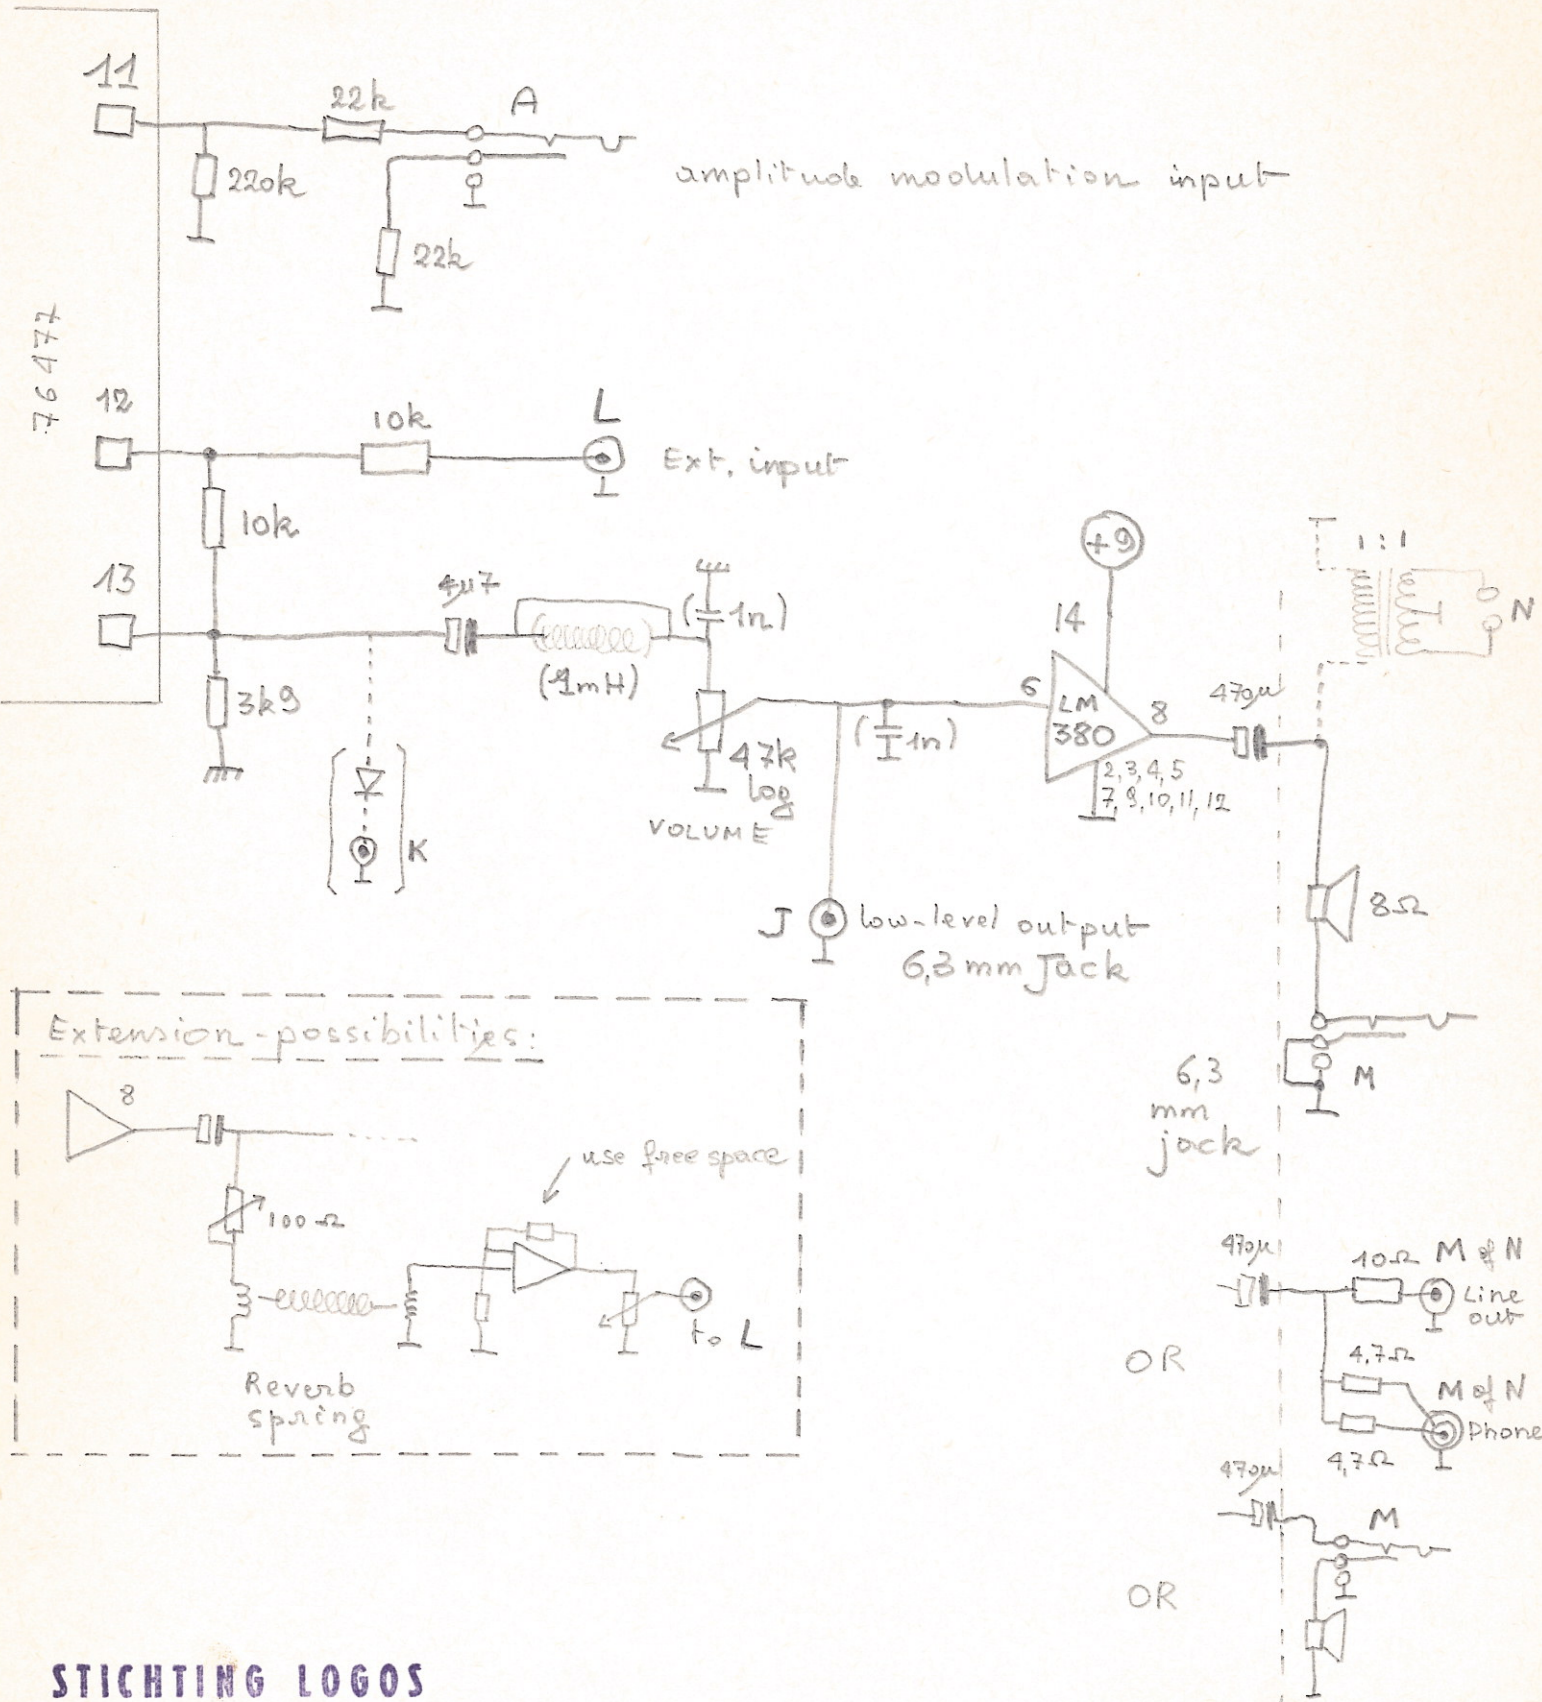 11
22k
A
220k
22k
amplitude modulation input
76477
12
10k
L
Ext. input
10k
13
4µ7
(1n)
(1mH)
3k9
K
47k
log
VOLUME
(1n)
+9
14
6
LM
380
8
2,3,4,5
7,9,10,11,12
470µ
1:1
N
8Ω
J
low-level output
6,3 mm Jack
6,3
mm
jack
M
Extension-possibilities:
8
100Ω
use free space
to L
Reverb
spring
470µ
10Ω
M of N
Line
out
OR
4,7Ω
M of N
Phone
4,7Ω
470µ
M
OR
STICHTING LOGOS